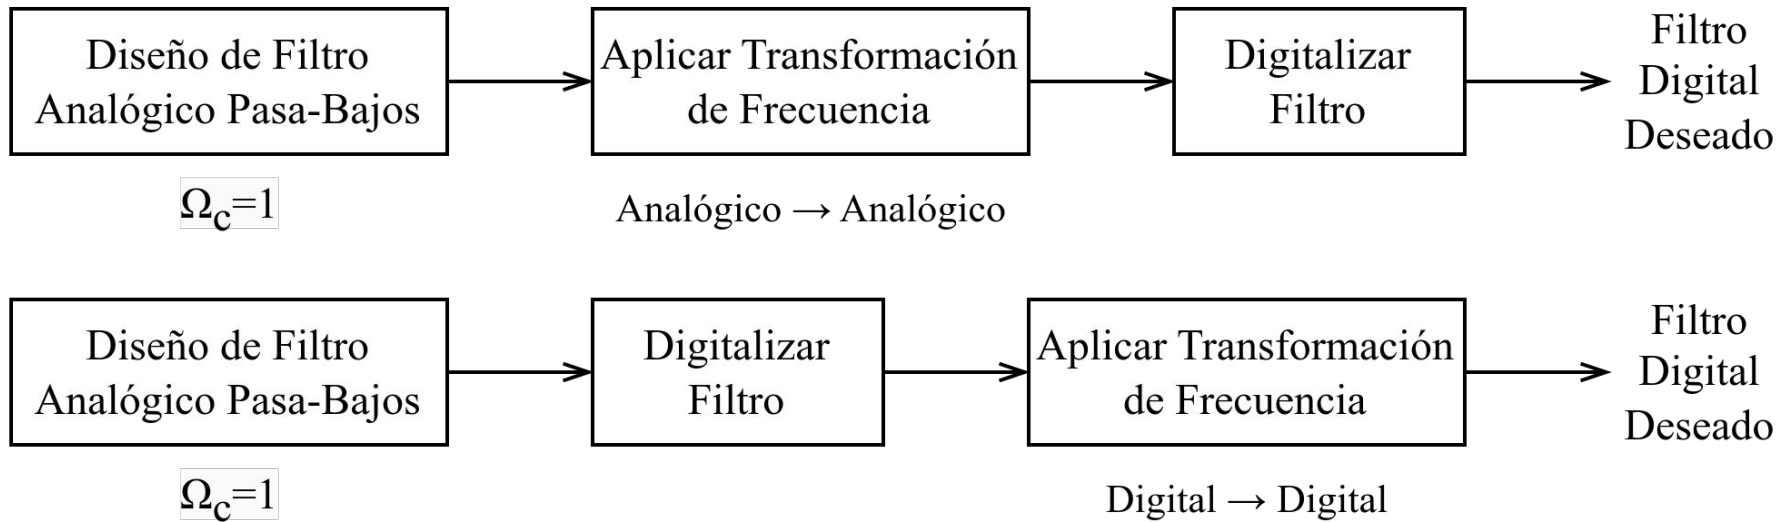 Diseño de Filtro
Analógico Pasa-Bajos
Aplicar Transformación
de Frecuencia
Digitalizar
Filtro
Filtro
Digital
Deseado
Ωc=1
Analógico → Analógico
Diseño de Filtro
Analógico Pasa-Bajos
Digitalizar
Filtro
Aplicar Transformación
de Frecuencia
Filtro
Digital
Deseado
Ωc=1
Digital → Digital